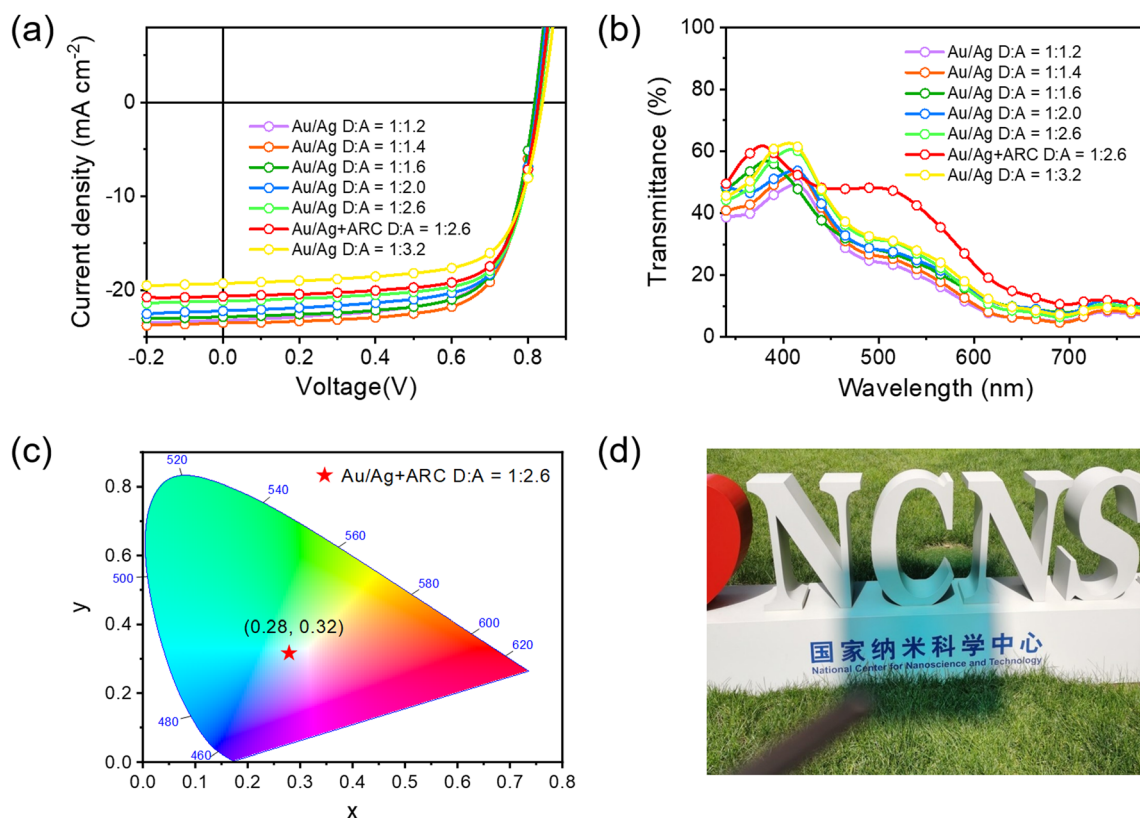 (a)
Current density (mA cm-2)
0
-10
-20
Au/Ag D:A = 1:1.2
Au/Ag D:A = 1:1.4
Au/Ag D:A = 1:1.6
Au/Ag D:A = 1:2.0
Au/Ag D:A = 1:2.6
Au/Ag+ARC D:A = 1:2.6
Au/Ag D:A = 1:3.2
-0.2 0.0 0.2 0.4 0.6 0.8
Voltage(V)
(b)
Transmittance (%)
100
80
60
40
20
0
Au/Ag D:A = 1:1.2
Au/Ag D:A = 1:1.4
Au/Ag D:A = 1:1.6
Au/Ag D:A = 1:2.0
Au/Ag D:A = 1:2.6
Au/Ag+ARC D:A = 1:2.6
Au/Ag D:A = 1:3.2
400 500 600 700
Wavelength (nm)
(c)
y
0.8
0.6
0.4
0.2
0.0
Au/Ag+ARC D:A = 1:2.6
520
540
560
500
580
(0.28, 0.32)
600
620
480
460
0.0 0.1 0.2 0.3 0.4 0.5 0.6 0.7 0.8
x
(d)
NCNS
国家纳米科学中心
National Center for Nanoscience and Technology